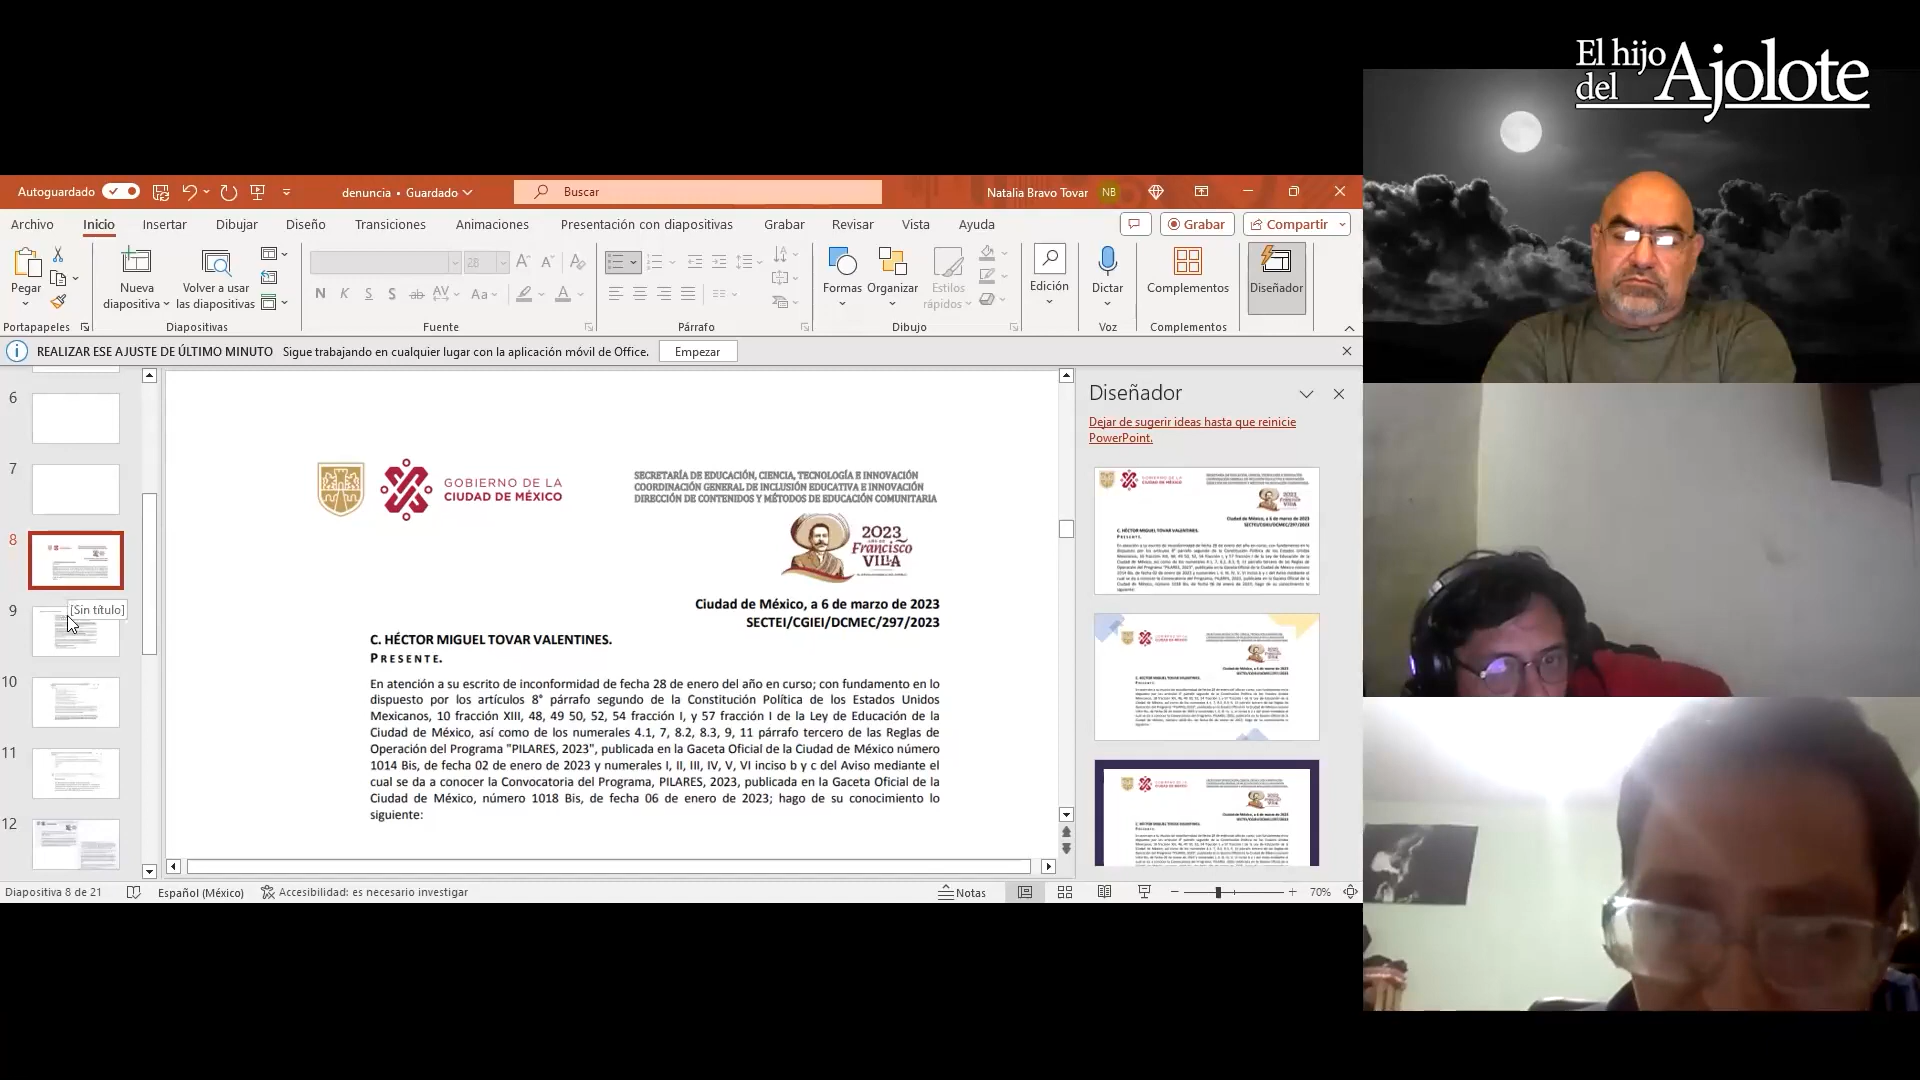 El hijo
del Ajolote
Autoguardado
denuncia • Guardado
Buscar
Natalia Bravo Tovar
NB
Archivo
Inicio
Insertar
Dibujar
Diseño
Transiciones
Animaciones
Presentación con diapositivas
Grabar
Revisar
Vista
Ayuda
Grabar
Compartir
Pegar
Nueva
diapositiva
Volver a usar
las diapositivas
28
N K S S ab AV Aa A
Formas
Organizar
Estilos
rápidos
Edición
Dictar
Complementos
Diseñador
Portapapeles
Diapositivas
Fuente
Párrafo
Dibujo
Voz
Complementos
REALIZAR ESE AJUSTE DE ÚLTIMO MINUTO Sigue trabajando en cualquier lugar con la aplicación móvil de Office. Empezar
6
7
8
[Sin título]
9
10
11
12
GOBIERNO DE LA
CIUDAD DE MÉXICO
SECRETARÍA DE EDUCACIÓN, CIENCIA, TECNOLOGÍA E INNOVACIÓN
COORDINACIÓN GENERAL DE INCLUSIÓN EDUCATIVA E INNOVACIÓN
DIRECCIÓN DE CONTENIDOS Y MÉTODOS DE EDUCACIÓN COMUNITARIA
2023
AÑO DE
Francisco
VILLA
Ciudad de México, a 6 de marzo de 2023
SECTEI/CGIEI/DCMEC/297/2023
C. HÉCTOR MIGUEL TOVAR VALENTINES.
PRESENTE.
En atención a su escrito de inconformidad de fecha 28 de enero del año en curso; con fundamento en lo
dispuesto por los artículos 8° párrafo segundo de la Constitución Política de los Estados Unidos
Mexicanos, 10 fracción XIII, 48, 49 50, 52, 54 fracción I, y 57 fracción I de la Ley de Educación de la
Ciudad de México, así como de los numerales 4.1, 7, 8.2, 8.3, 9, 11 párrafo tercero de las Reglas de
Operación del Programa "PILARES, 2023", publicada en la Gaceta Oficial de la Ciudad de México número
1014 Bis, de fecha 02 de enero de 2023 y numerales I, II, III, IV, V, VI inciso b y c del Aviso mediante el
cual se da a conocer la Convocatoria del Programa, PILARES, 2023, publicada en la Gaceta Oficial de la
Ciudad de México, número 1018 Bis, de fecha 06 de enero de 2023; hago de su conocimiento lo
siguiente:
Diseñador
Dejar de sugerir ideas hasta que reinicie
PowerPoint.
Diapositiva 8 de 21
Español (México)
Accesibilidad: es necesario investigar
Notas
70%